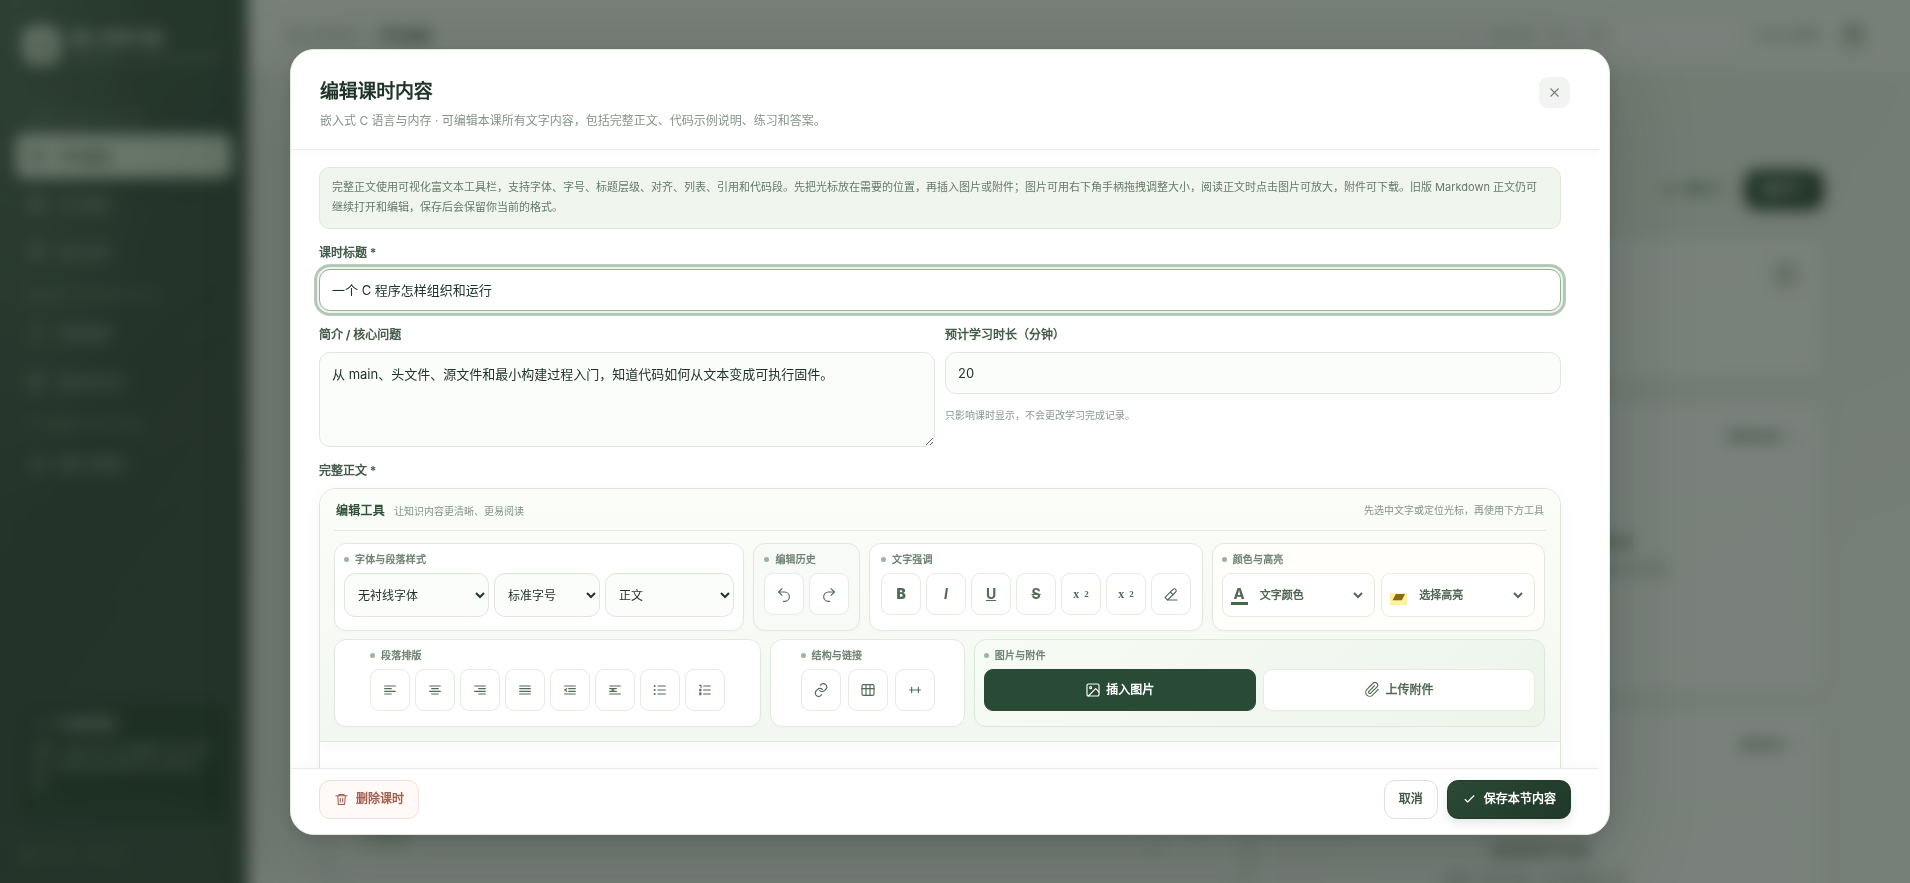 编辑课时内容
嵌入式 C 语言与内存 · 可编辑本课所有文字内容，包括完整正文、代码示例说明、练习和答案。
完整正文使用可视化富文本工具栏，支持字体、字号、标题层级、对齐、列表、引用和代码段。先把光标放在需要的位置，再插入图片或附件；图片可用右下角手柄拖拽调整大小，阅读正文时点击图片可放大，附件可下载。旧版 Markdown 正文仍可
继续打开和编辑，保存后会保留你当前的格式。
课时标题 *
一个 C 程序怎样组织和运行
简介 / 核心问题
预计学习时长（分钟）
从 main、头文件、源文件和最小构建过程入门，知道代码如何从文本变成可执行固件。
20
只影响课时显示，不会更改学习完成记录。
完整正文 *
编辑工具 让知识内容更清晰、更易阅读
先选中文字或定位光标，再使用下方工具
字体与段落样式
编辑历史
文字强调
颜色与高亮
无衬线字体 标准字号 正文
B I U S x 2 x 2
A 文字颜色 选择高亮
段落排版
结构与链接
图片与附件
插入图片
上传附件
删除课时
取消
保存本节内容